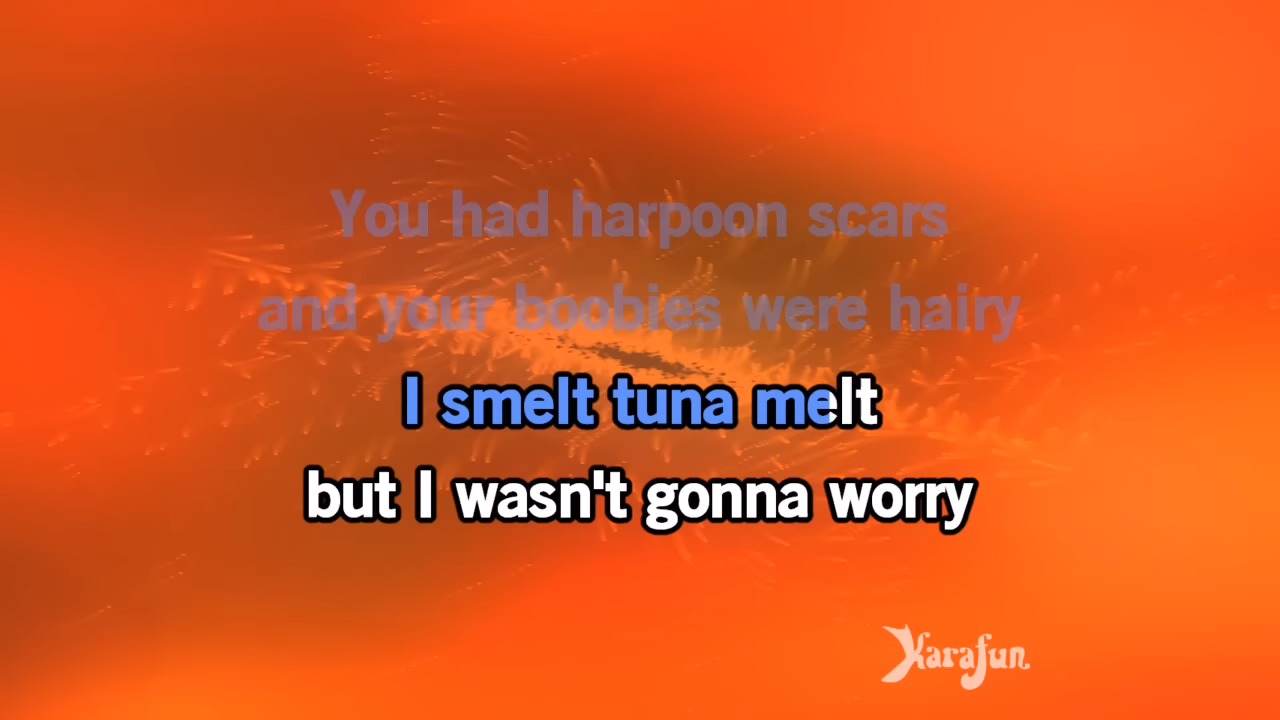 You had harpoon scars
and your boobies were hairy
I smelt tuna melt
but I wasn't gonna worry
Karafun